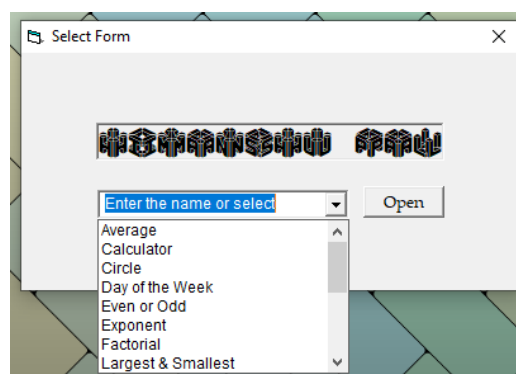 Select Form
Enter the name or select
Open
Average
Calculator
Circle
Day of the Week
Even or Odd
Exponent
Factorial
Largest & Smallest